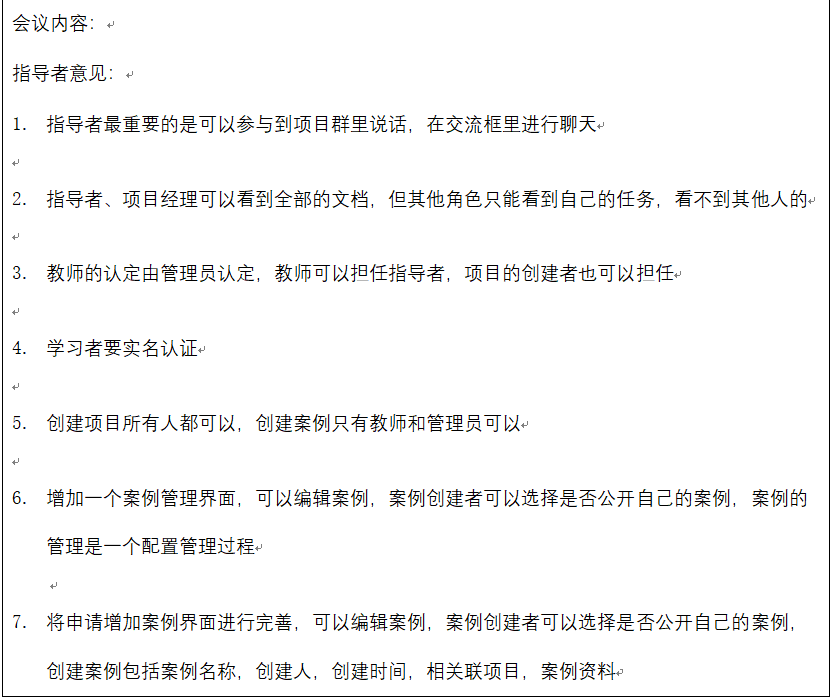 会议内容：
指导者意见：
1. 指导者最重要的是可以参与到项目群里说话，在交流框里进行聊天
2. 指导者、项目经理可以看到全部的文档，但其他角色只能看到自己的任务，看不到其他人的
3. 教师的认定由管理员认定，教师可以担任指导者，项目的创建者也可以担任
4. 学习者要实名认证
5. 创建项目所有人都可以，创建案例只有教师和管理员可以
6. 增加一个案例管理界面，可以编辑案例，案例创建者可以选择是否公开自己的案例，案例的
管理是一个配置管理过程
7. 将申请增加案例界面进行完善，可以编辑案例，案例创建者可以选择是否公开自己的案例，
创建案例包括案例名称，创建人，创建时间，相关联项目，案例资料